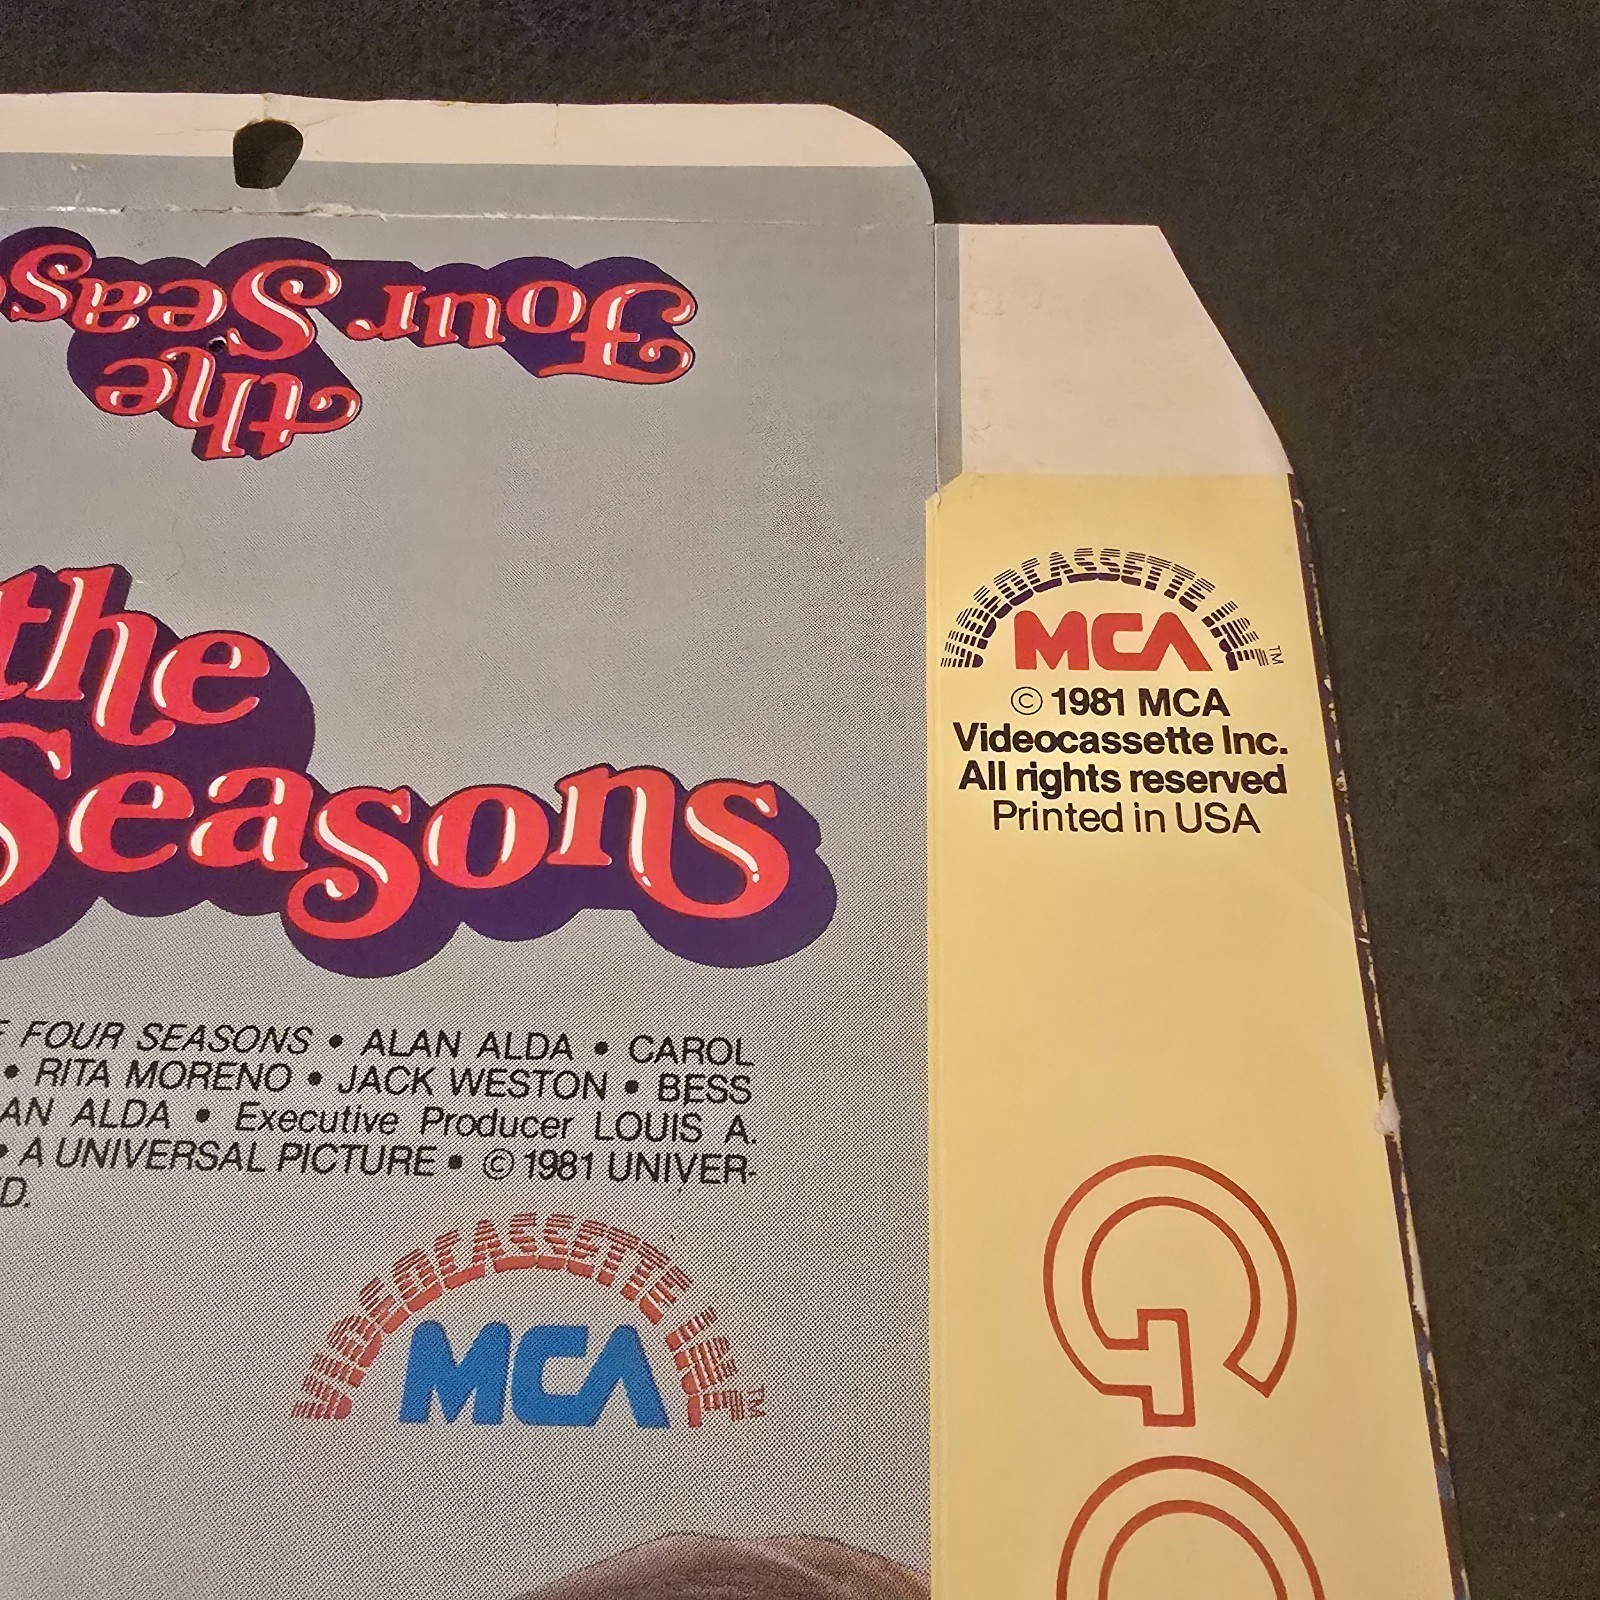 the
Four Seas
the
Seasons
FOUR SEASONS • ALAN ALDA • CAROL
• RITA MORENO • JACK WESTON • BESS
AN ALDA • Executive Producer LOUIS A.
• A UNIVERSAL PICTURE • © 1981 UNIVER-
D.
VIDEOCASSETTE INC. TM
MCA
VIDEOCASSETTE INC. TM
MCA
© 1981 MCA
Videocassette Inc.
All rights reserved
Printed in USA
GO